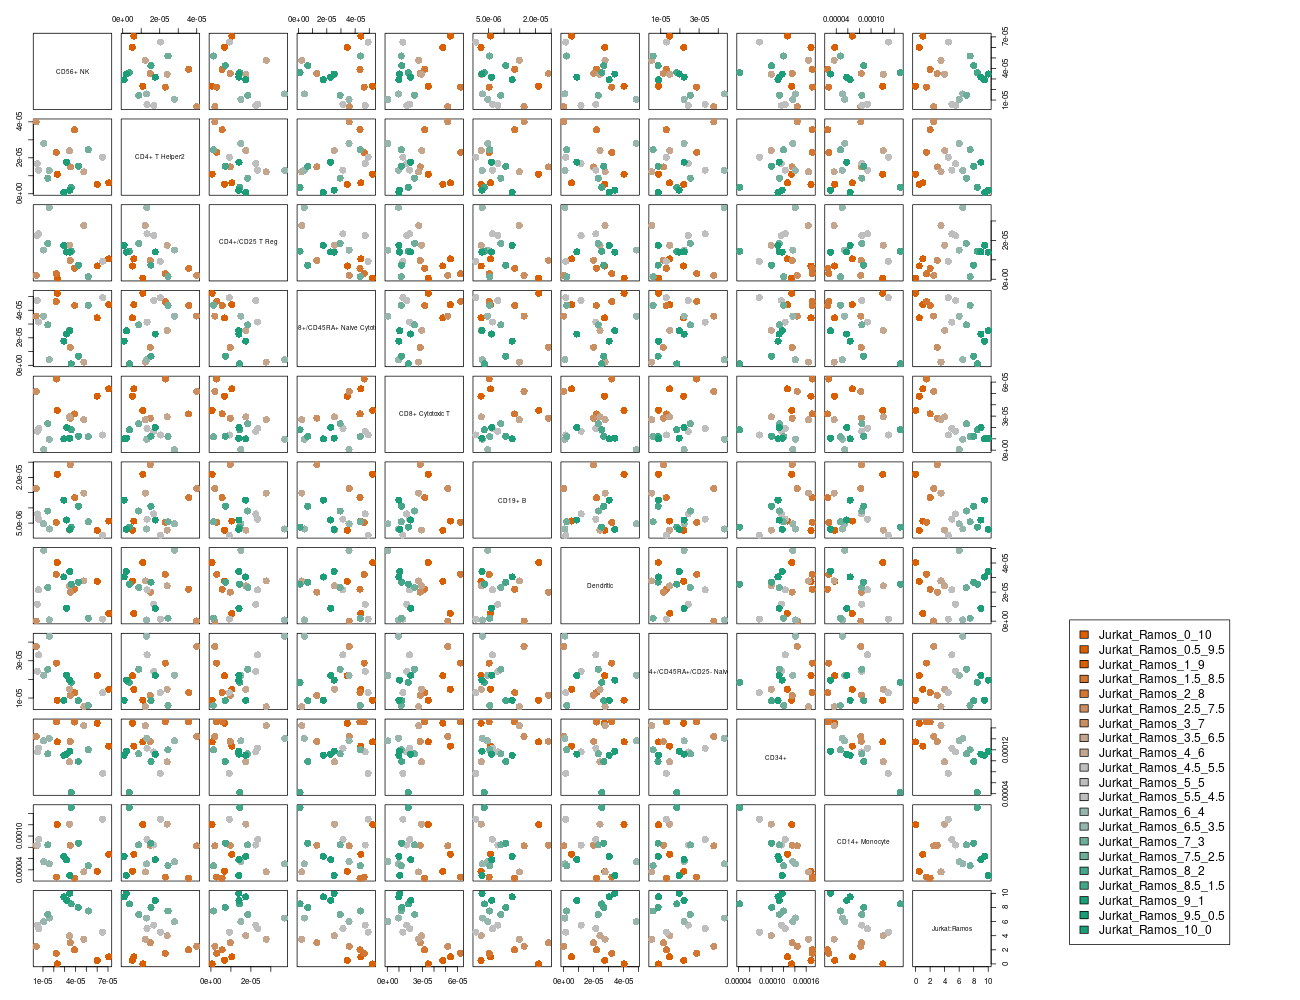 0e+00 2e-05 4e-05 0e+00 2e-05 4e-05 5.0e-06 2.0e-05 1e-05 3e-05 0.00004 0.00010
CD56+ NK
1e-05 4e-05 7e-05
0e+00 2e-05 4e-05
CD4+ T Helper2
CD4+/CD25 T Reg
0e+00 2e-05
0e+00 2e-05 4e-05
8+/CD45RA+ Naive Cytot
CD8+ Cytotoxic T
0e+00 3e-05 6e-05
5.0e-06 2.0e-05
CD19+ B
Dendritic
0e+00 2e-05 4e-05
1e-05 3e-05
4+/CD45RA+/CD25- Naiv
CD34+
0.00004 0.00012
0.00004 0.00010
CD14+ Monocyte
Jurkat:Ramos
0 2 4 6 8 10
1e-05 4e-05 7e-05 0e+00 2e-05 0e+00 3e-05 6e-05 0e+00 2e-05 4e-05 0.00004 0.00010 0.00016 0 2 4 6 8 10
Jurkat_Ramos_0_10
Jurkat_Ramos_0.5_9.5
Jurkat_Ramos_1_9
Jurkat_Ramos_1.5_8.5
Jurkat_Ramos_2_8
Jurkat_Ramos_2.5_7.5
Jurkat_Ramos_3_7
Jurkat_Ramos_3.5_6.5
Jurkat_Ramos_4_6
Jurkat_Ramos_4.5_5.5
Jurkat_Ramos_5_5
Jurkat_Ramos_5.5_4.5
Jurkat_Ramos_6_4
Jurkat_Ramos_6.5_3.5
Jurkat_Ramos_7_3
Jurkat_Ramos_7.5_2.5
Jurkat_Ramos_8_2
Jurkat_Ramos_8.5_1.5
Jurkat_Ramos_9_1
Jurkat_Ramos_9.5_0.5
Jurkat_Ramos_10_0